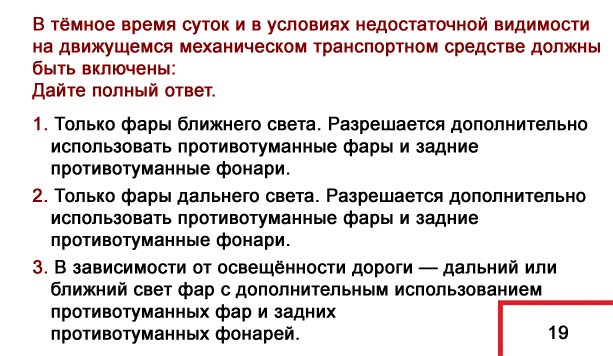 В тёмное время суток и в условиях недостаточной видимости
на движущемся механическом транспортном средстве должны
быть включены:
Дайте полный ответ.
1. Только фары ближнего света. Разрешается дополнительно
использовать противотуманные фары и задние
противотуманные фонари.
2. Только фары дальнего света. Разрешается дополнительно
использовать противотуманные фары и задние
противотуманные фонари.
3. В зависимости от освещённости дороги — дальний или
ближний свет фар с дополнительным использованием
противотуманных фар и задних
противотуманных фонарей.
19